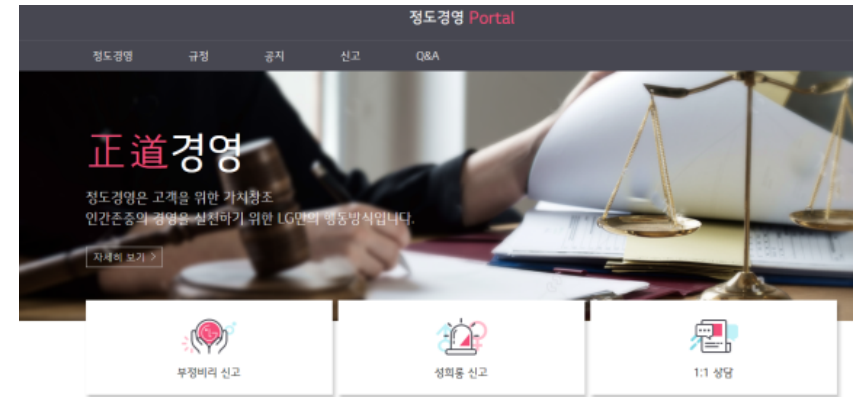 정도경영 Portal
정도경영 규정 공지 신고 Q&A
正道경영
정도경영은 고객을 위한 가치창조
인간존중의 경영을 실천하기 위한 LG만의 행동방식입니다.
자세히 보기 >
부정비리 신고 성희롱 신고 1:1 상담